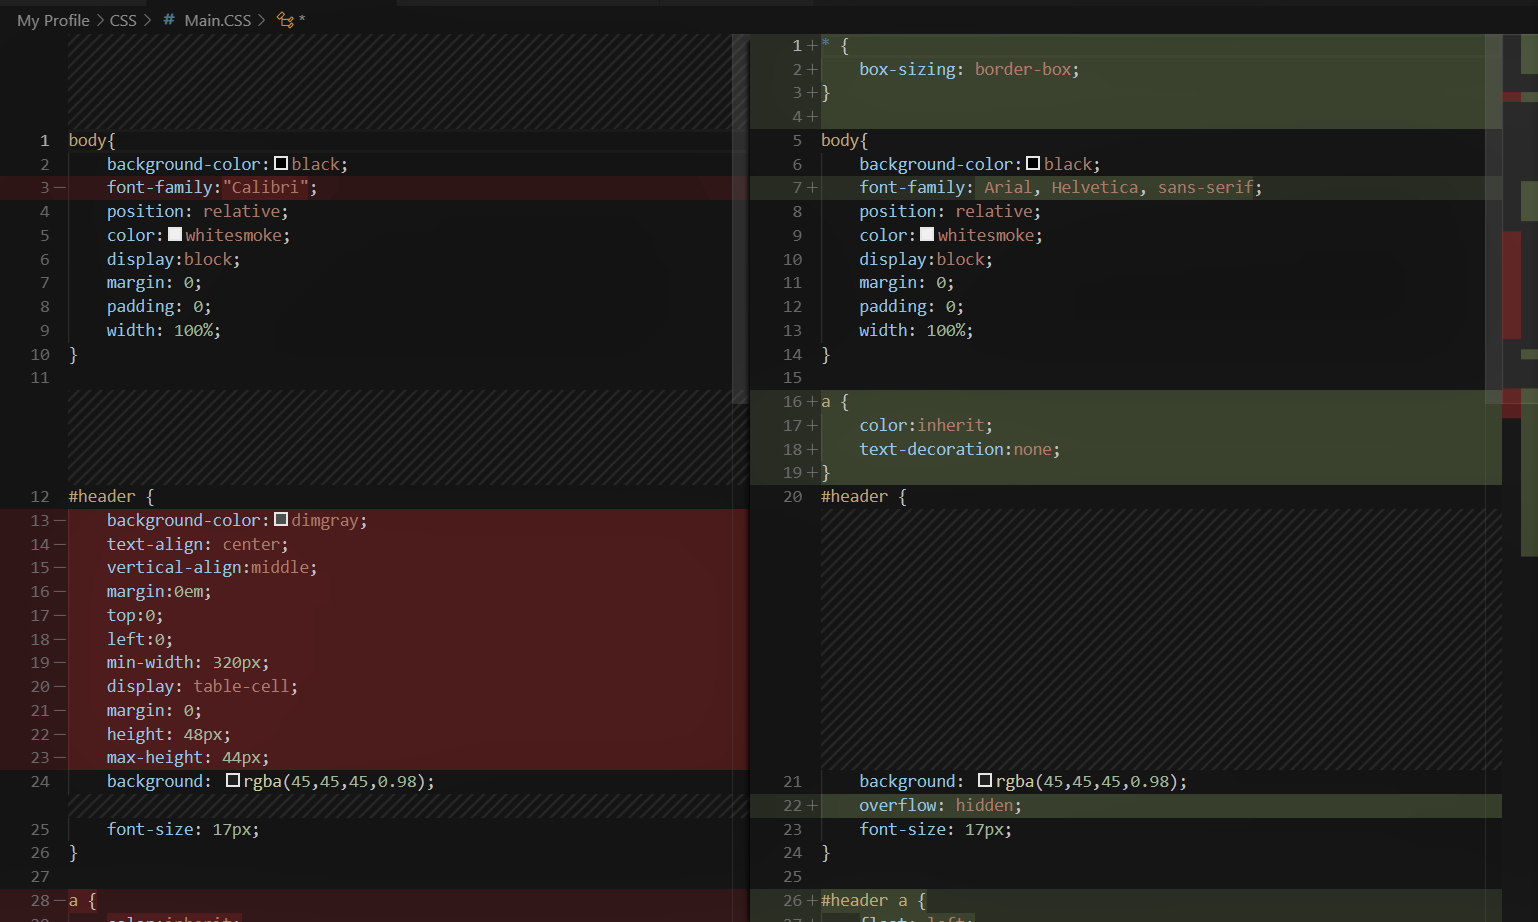 My Profile > CSS > # Main.CSS > *
1 body{
2 background-color: black;
3 — font-family:"Calibri";
4 position: relative;
5 color: whitesmoke;
6 display:block;
7 margin: 0;
8 padding: 0;
9 width: 100%;
10 }
11
12 #header {
13 — background-color: dimgray;
14 — text-align: center;
15 — vertical-align:middle;
16 — margin:0em;
17 — top:0;
18 — left:0;
19 — min-width: 320px;
20 — display: table-cell;
21 — margin: 0;
22 — height: 48px;
23 — max-height: 44px;
24 background: rgba(45,45,45,0.98);
25 font-size: 17px;
26 }
27
28 — a {
color:inherit;
1 + * {
2 + box-sizing: border-box;
3 + }
4 +
5 body{
6 background-color: black;
7 + font-family: Arial, Helvetica, sans-serif;
8 position: relative;
9 color: whitesmoke;
10 display:block;
11 margin: 0;
12 padding: 0;
13 width: 100%;
14 }
15
16 + a {
17 + color:inherit;
18 + text-decoration:none;
19 + }
20 #header {
21 background: rgba(45,45,45,0.98);
22 + overflow: hidden;
23 font-size: 17px;
24 }
25
26 + #header a {
27 + float: left;